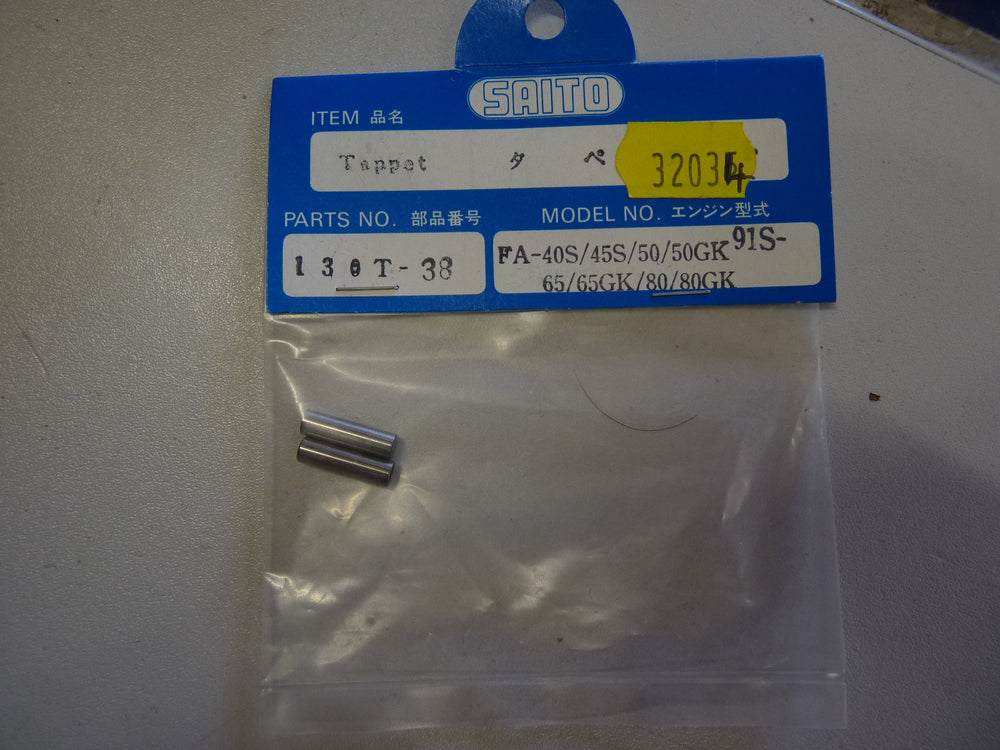 SAITO
ITEM 品名
Tappet タペ
32034
PARTS NO. 部品番号
MODEL NO. エンジン型式
130T-38
FA-40S/45S/50/50GK 91S-
65/65GK/80/80GK